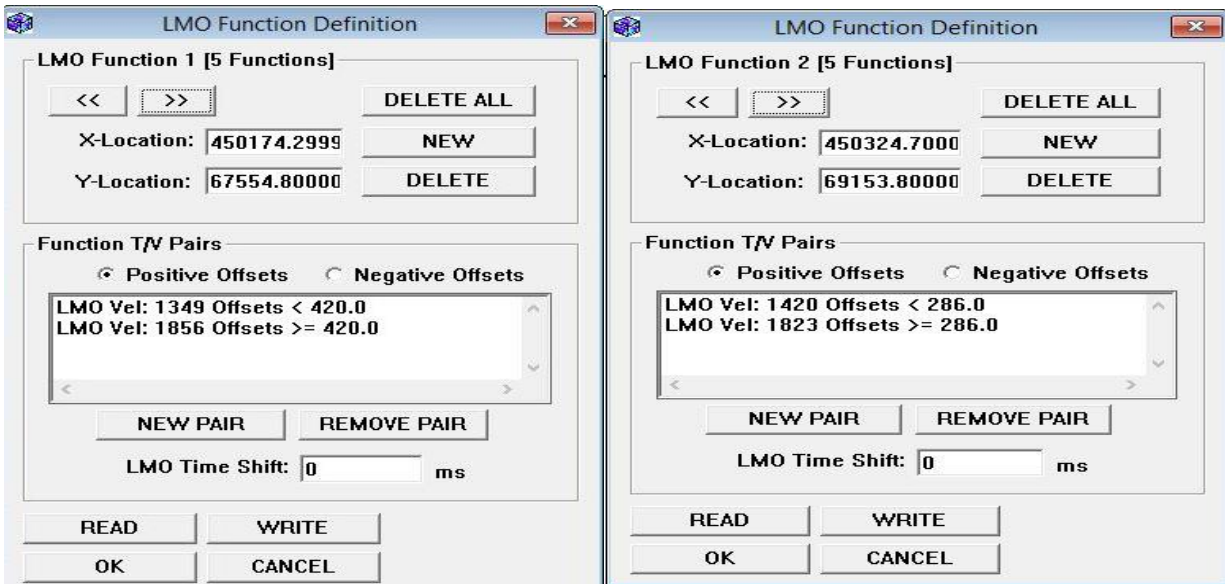 LMO Function Definition
LMO Function 1 [5 Functions]
<< >> DELETE ALL
X-Location: 450174.2999 NEW
Y-Location: 67554.80000 DELETE
Function T/V Pairs
Positive Offsets Negative Offsets
LMO Vel: 1349 Offsets < 420.0
LMO Vel: 1856 Offsets >= 420.0
NEW PAIR REMOVE PAIR
LMO Time Shift: 0 ms
READ WRITE
OK CANCEL
LMO Function Definition
LMO Function 2 [5 Functions]
<< >> DELETE ALL
X-Location: 450324.7000 NEW
Y-Location: 69153.80000 DELETE
Function T/V Pairs
Positive Offsets Negative Offsets
LMO Vel: 1420 Offsets < 286.0
LMO Vel: 1823 Offsets >= 286.0
NEW PAIR REMOVE PAIR
LMO Time Shift: 0 ms
READ WRITE
OK CANCEL